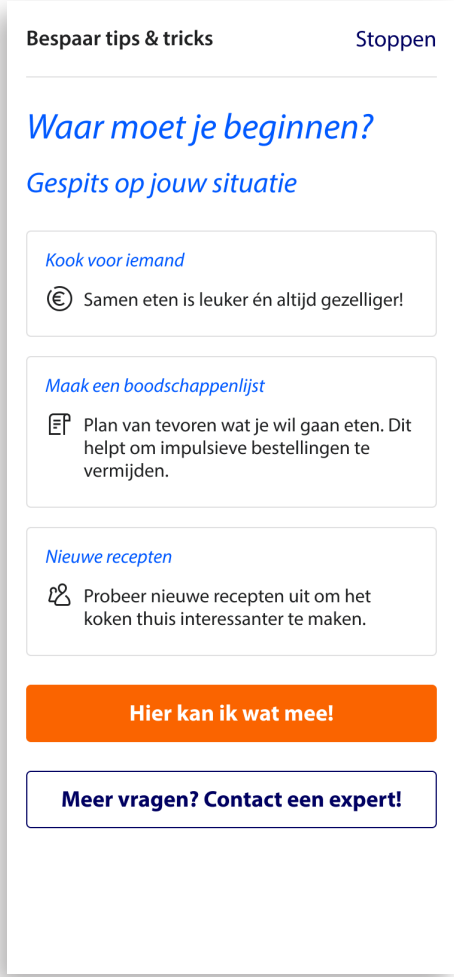 Bespaar tips & tricks
Stoppen
Waar moet je beginnen?
Gespits op jouw situatie
Kook voor iemand
Samen eten is leuker én altijd gezelliger!
Maak een boodschappenlijst
Plan van tevoren wat je wil gaan eten. Dit
helpt om impulsieve bestellingen te
vermijden.
Nieuwe recepten
Probeer nieuwe recepten uit om het
koken thuis interessanter te maken.
Hier kan ik wat mee!
Meer vragen? Contact een expert!